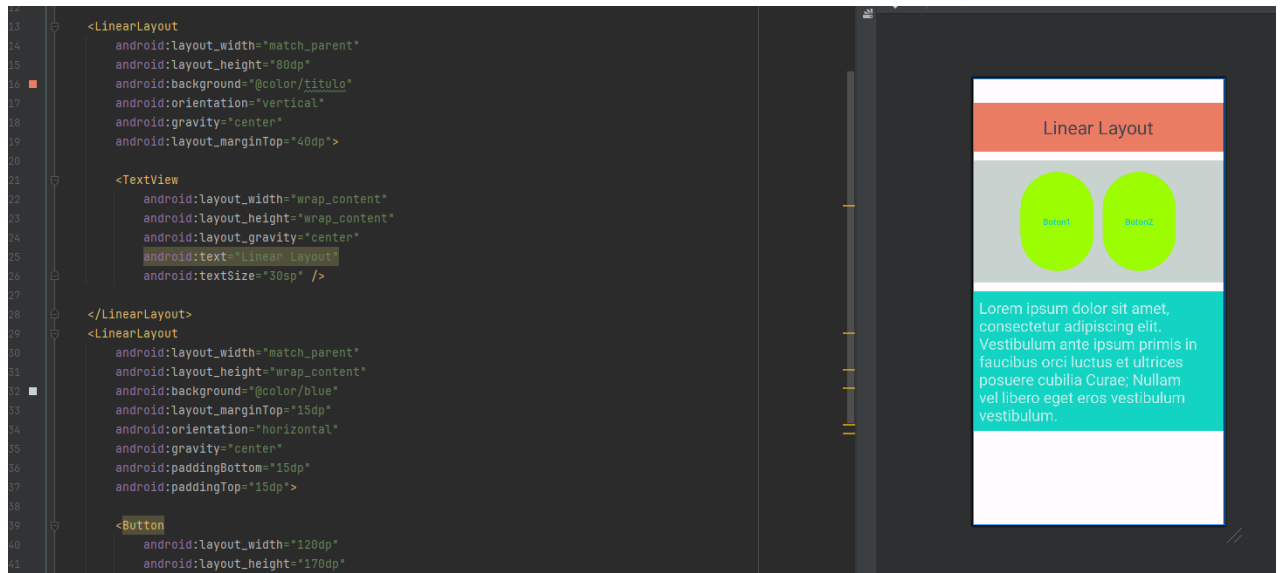 12
13 <LinearLayout
14 android:layout_width="match_parent"
15 android:layout_height="80dp"
16 android:background="@color/titulo"
17 android:orientation="vertical"
18 android:gravity="center"
19 android:layout_marginTop="40dp">
20
21 <TextView
22 android:layout_width="wrap_content"
23 android:layout_height="wrap_content"
24 android:layout_gravity="center"
25 android:text="Linear Layout"
26 android:textSize="30sp" />
27
28 </LinearLayout>
29 <LinearLayout
30 android:layout_width="match_parent"
31 android:layout_height="wrap_content"
32 android:background="@color/blue"
33 android:layout_marginTop="15dp"
34 android:orientation="horizontal"
35 android:gravity="center"
36 android:paddingBottom="15dp"
37 android:paddingTop="15dp">
38
39 <Button
40 android:layout_width="120dp"
41 android:layout_height="170dp"
Linear Layout
Boton1 Boton2
Lorem ipsum dolor sit amet,
consectetur adipiscing elit.
Vestibulum ante ipsum primis in
faucibus orci luctus et ultrices
posuere cubilia Curae; Nullam
vel libero eget eros vestibulum
vestibulum.